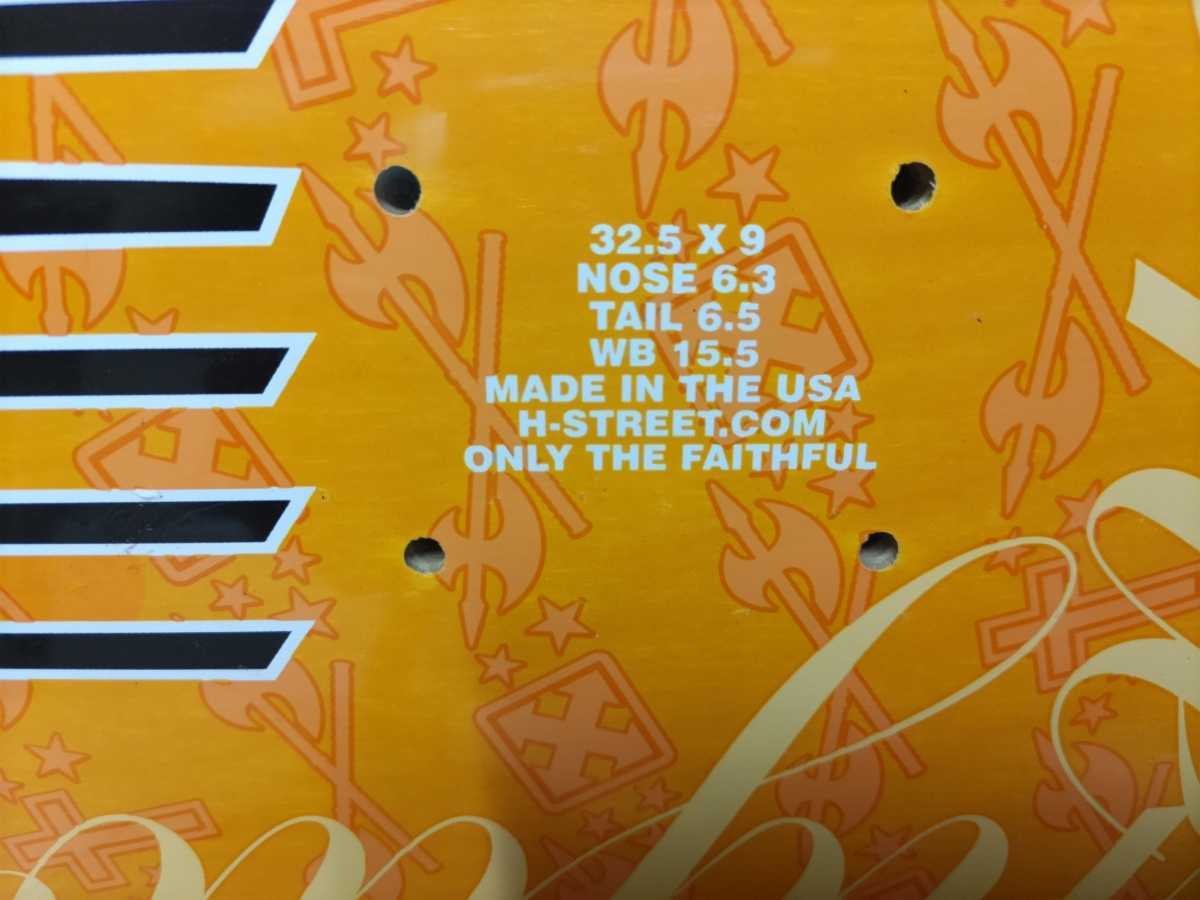 32.5 X 9
NOSE 6.3
TAIL 6.5
WB 15.5
MADE IN THE USA
H-STREET.COM
ONLY THE FAITHFUL